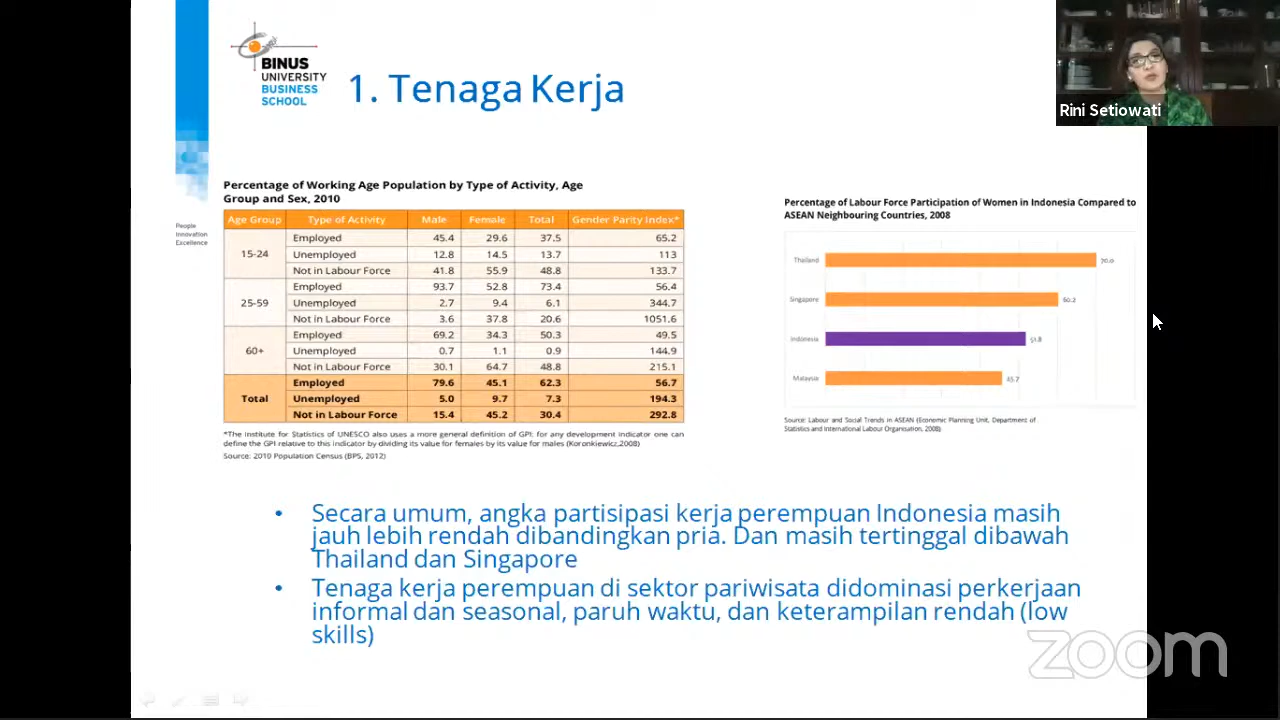 BINUS
UNIVERSITY
BUSINESS
SCHOOL
1. Tenaga Kerja
Rini Setiowati
People
Innovation
Excellence
Percentage of Working Age Population by Type of Activity, Age
Group and Sex, 2010
Age Group Type of Activity Male Female Total Gender Parity Index*
15-24
Employed 45.4 29.6 37.5 65.2
Unemployed 12.8 14.5 13.7 113
Not in Labour Force 41.8 55.9 48.8 133.7
25-59
Employed 93.7 52.8 73.4 56.4
Unemployed 2.7 9.4 6.1 344.7
Not in Labour Force 3.6 37.8 20.6 1051.6
60+
Employed 69.2 34.3 50.3 49.5
Unemployed 0.7 1.1 0.9 144.9
Not in Labour Force 30.1 64.7 48.8 215.1
Total
Employed 79.6 45.1 62.3 56.7
Unemployed 5.0 9.7 7.3 194.3
Not in Labour Force 15.4 45.2 30.4 292.8
*The Institute for Statistics of UNESCO also uses a more general definition of GPI: for any development indicator one can
define the GPI relative to this indicator by dividing its value for females by its value for males (Koronkiewicz,2008)
Source: 2010 Population Census (BPS, 2012)
Percentage of Labour Force Participation of Women in Indonesia Compared to
ASEAN Neighbouring Countries, 2008
Thailand 70.0
Singapore 60.2
Indonesia 51.8
Malaysia 45.7
Source: Labour and Social Trends in ASEAN (Economic Planning Unit, Department of
Statistics and International Labour Organisation, 2008)
• Secara umum, angka partisipasi kerja perempuan Indonesia masih
jauh lebih rendah dibandingkan pria. Dan masih tertinggal dibawah
Thailand dan Singapore
• Tenaga kerja perempuan di sektor pariwisata didominasi perkerjaan
informal dan seasonal, paruh waktu, dan keterampilan rendah (low
skills)
zoom